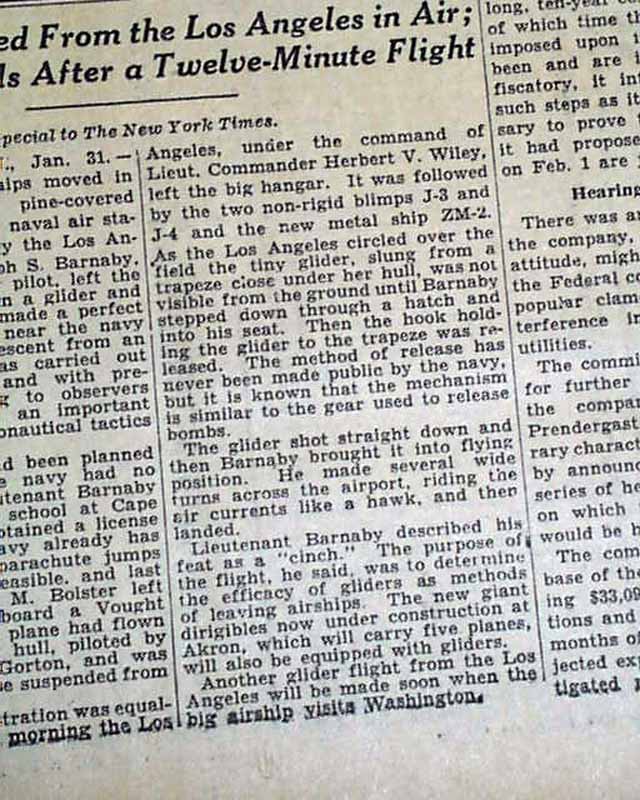 ed From the Los Angeles in Air;
ls After a Twelve-Minute Flight
pecial to The New York Times.
., Jan. 31.—
ips moved in
pine-covered
naval air sta-
y the Los An-
ph S. Barnaby,
pilot, left the
n a glider and
made a perfect
near the navy
escent from an
as carried out
and with pre-
g to observers
an important
onautical tactics
d been planned
e navy had no
utenant Barnaby
school at Cape
btained a license
avy already has
parachute jumps
easible, and last
M. Bolster left
board a Vought
plane had flown
hull, piloted by
Gorton, and was
e suspended from
tration was equal-
morning the Los
Angeles, under the command of
Lieut. Commander Herbert V. Wiley,
left the big hangar. It was followed
by the two non-rigid blimps J-3 and
J-4 and the new metal ship ZM-2.
As the Los Angeles circled over the
field the tiny glider, slung from a
trapeze close under her hull, was not
visible from the ground until Barnaby
stepped down through a hatch and
into his seat. Then the hook hold-
ing the glider to the trapeze was re-
leased. The method of release has
never been made public by the navy,
but it is known that the mechanism
is similar to the gear used to release
bombs.
The glider shot straight down and
then Barnaby brought it into flying
position. He made several wide
turns across the airport, riding the
air currents like a hawk, and then
landed.
Lieutenant Barnaby described his
feat as a "cinch." The purpose of
the flight, he said, was to determine
the efficacy of gliders as methods
of leaving airships. The new giant
dirigibles now under construction at
Akron, which will carry five planes,
will also be equipped with gliders.
Another glider flight from the Los
Angeles will be made soon when the
big airship visits Washington.
long, ten-year
of which time th
imposed upon i
been and are i
fiscatory, it int
such steps as it
sary to prove
it had propose
on Feb. 1 are
Hearing
There was a
the company,
attitude, migh
the Federal co
popular clam
terference in
utilities.
The commi
for further
the compan
Prendergast
rary charact
by announc
series of he
on which
would be h
The com
base of the
ing $33,09
tions and
months of
jected ex
tigated